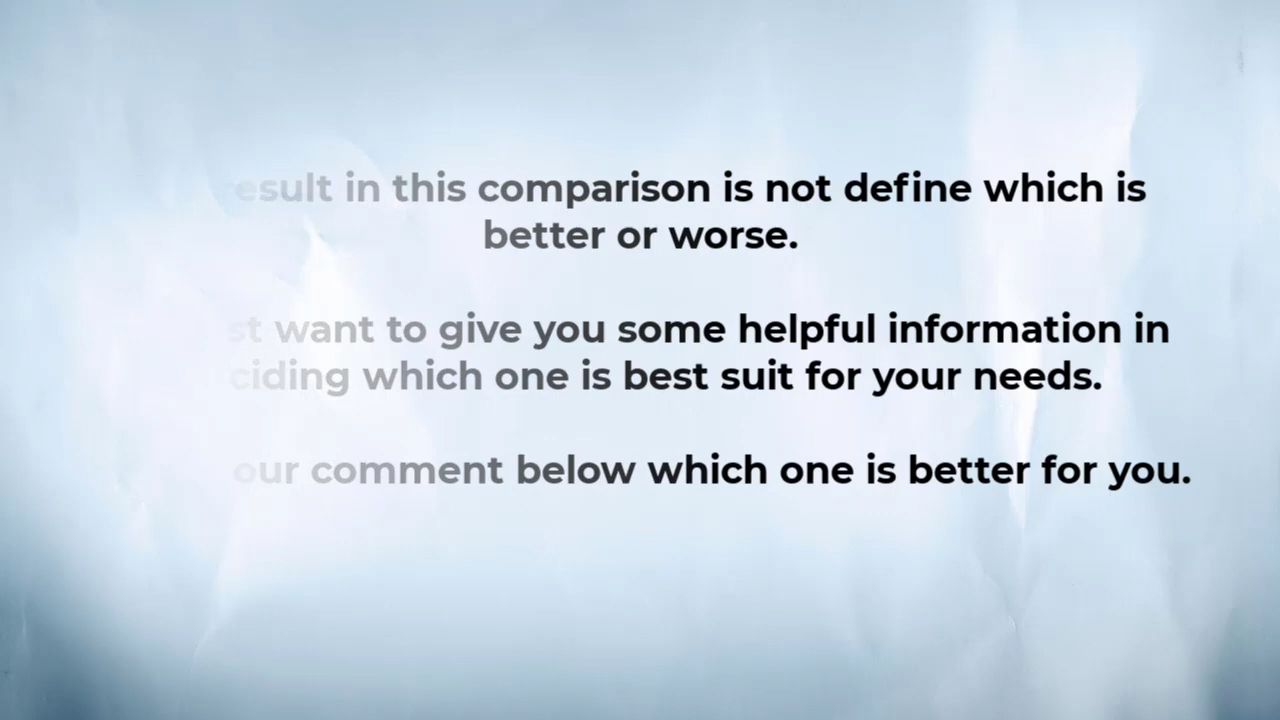 result in this comparison is not define which is
better or worse.
want to give you some helpful information in
which one is best suit for your needs.
comment below which one is better for you.